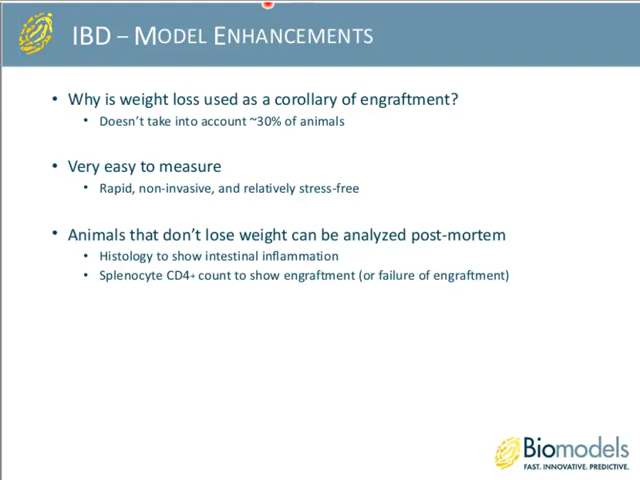 IBD – MODEL ENHANCEMENTS
• Why is weight loss used as a corollary of engraftment?
• Doesn't take into account ~30% of animals
• Very easy to measure
• Rapid, non-invasive, and relatively stress-free
• Animals that don't lose weight can be analyzed post-mortem
• Histology to show intestinal inflammation
• Splenocyte CD4+ count to show engraftment (or failure of engraftment)
Biomodels
FAST. INNOVATIVE. PREDICTIVE.